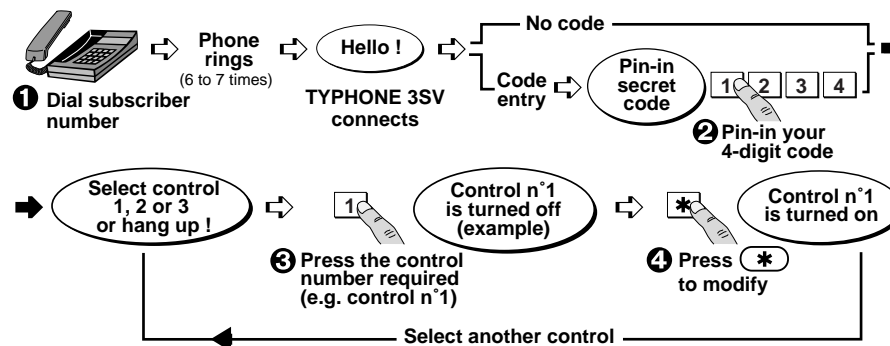 1 Dial subscriber
number
Phone
rings
(6 to 7 times)
Hello !
TYPHONE 3SV
connects
No code
Code
entry
Pin-in
secret
code
1 2 3 4
2 Pin-in your
4-digit code
Select control
1, 2 or 3
or hang up !
1
3 Press the control
number required
(e.g. control n°1)
Control n°1
is turned off
(example)
*
4 Press *
to modify
Control n°1
is turned on
Select another control